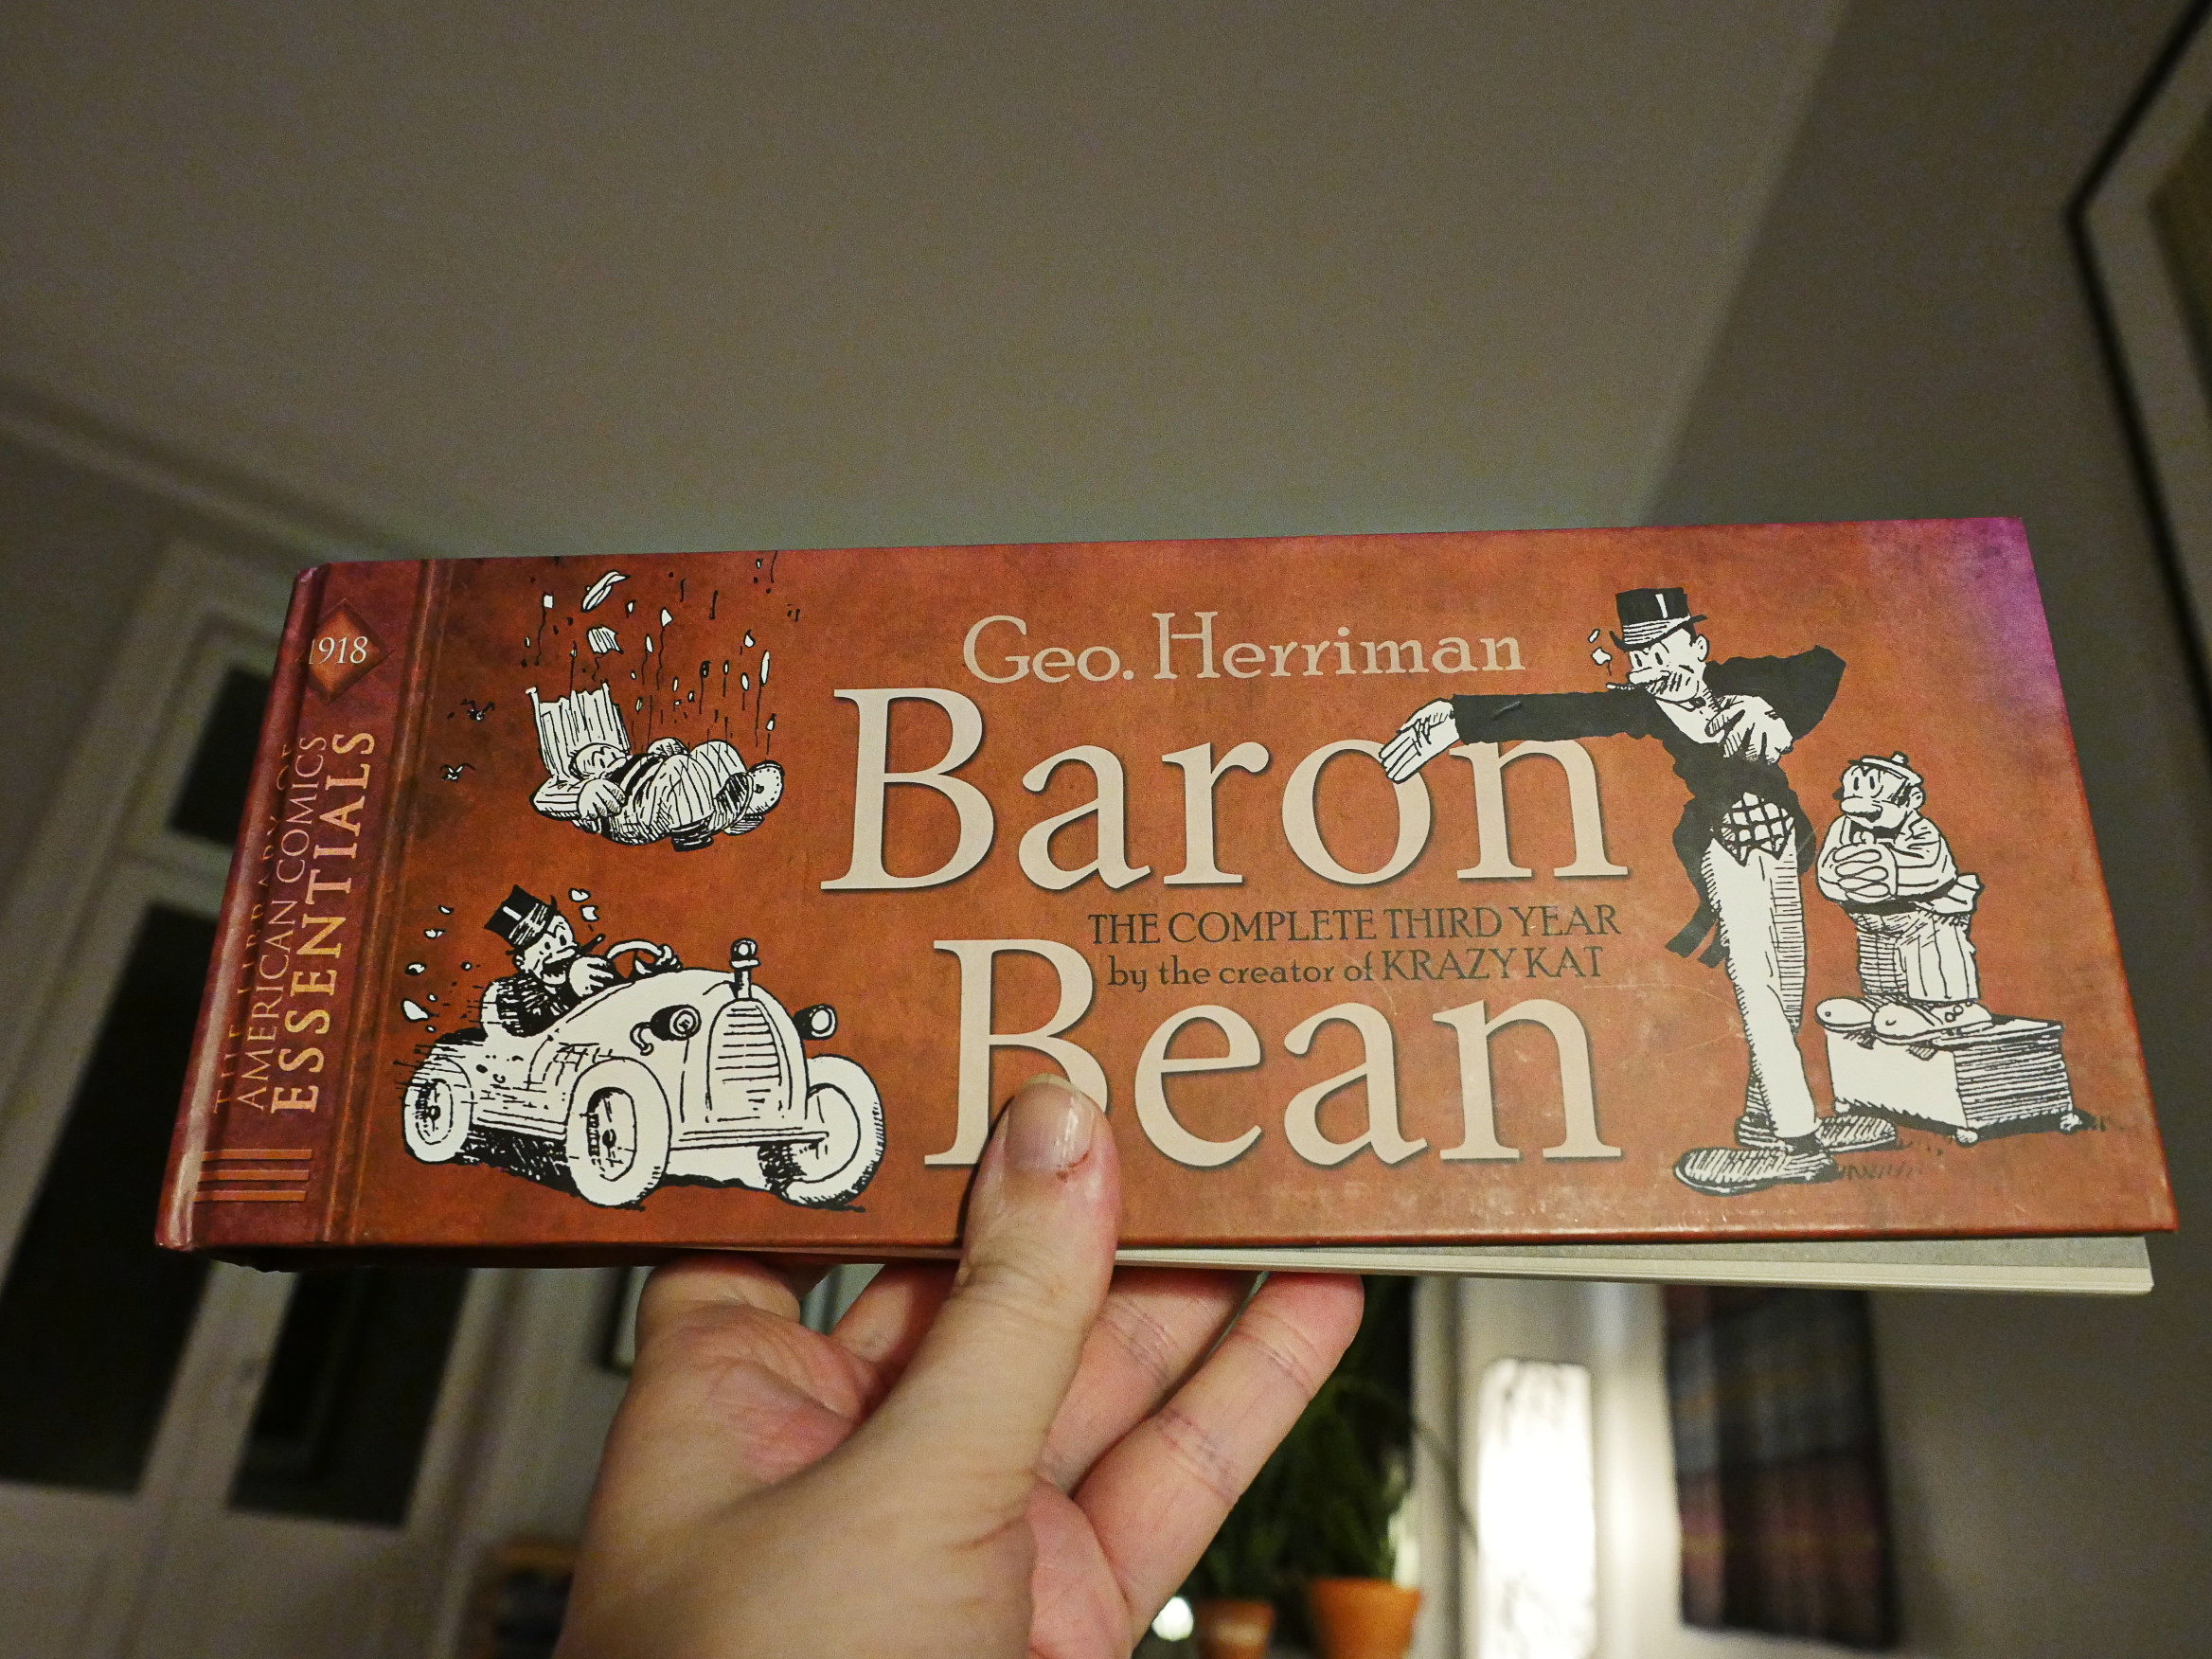 1918
THE LIBRARY OF
AMERICAN COMICS
ESSENTIALS
Geo. Herriman
Baron
THE COMPLETE THIRD YEAR
by the creator of KRAZY KAT
Bean